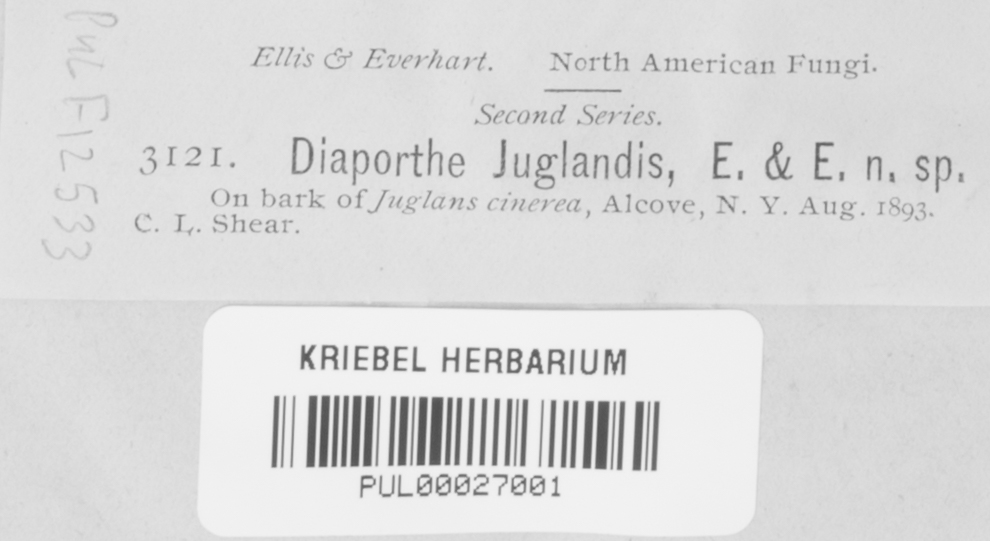 Ellis & Everhart. North American Fungi.
Second Series.
3121. Diaporthe Juglandis, E. & E. n. sp.
On bark of Juglans cinerea, Alcove, N. Y. Aug. 1893.
C. L. Shear.
PUL F12533
KRIEBEL HERBARIUM
PUL00027001